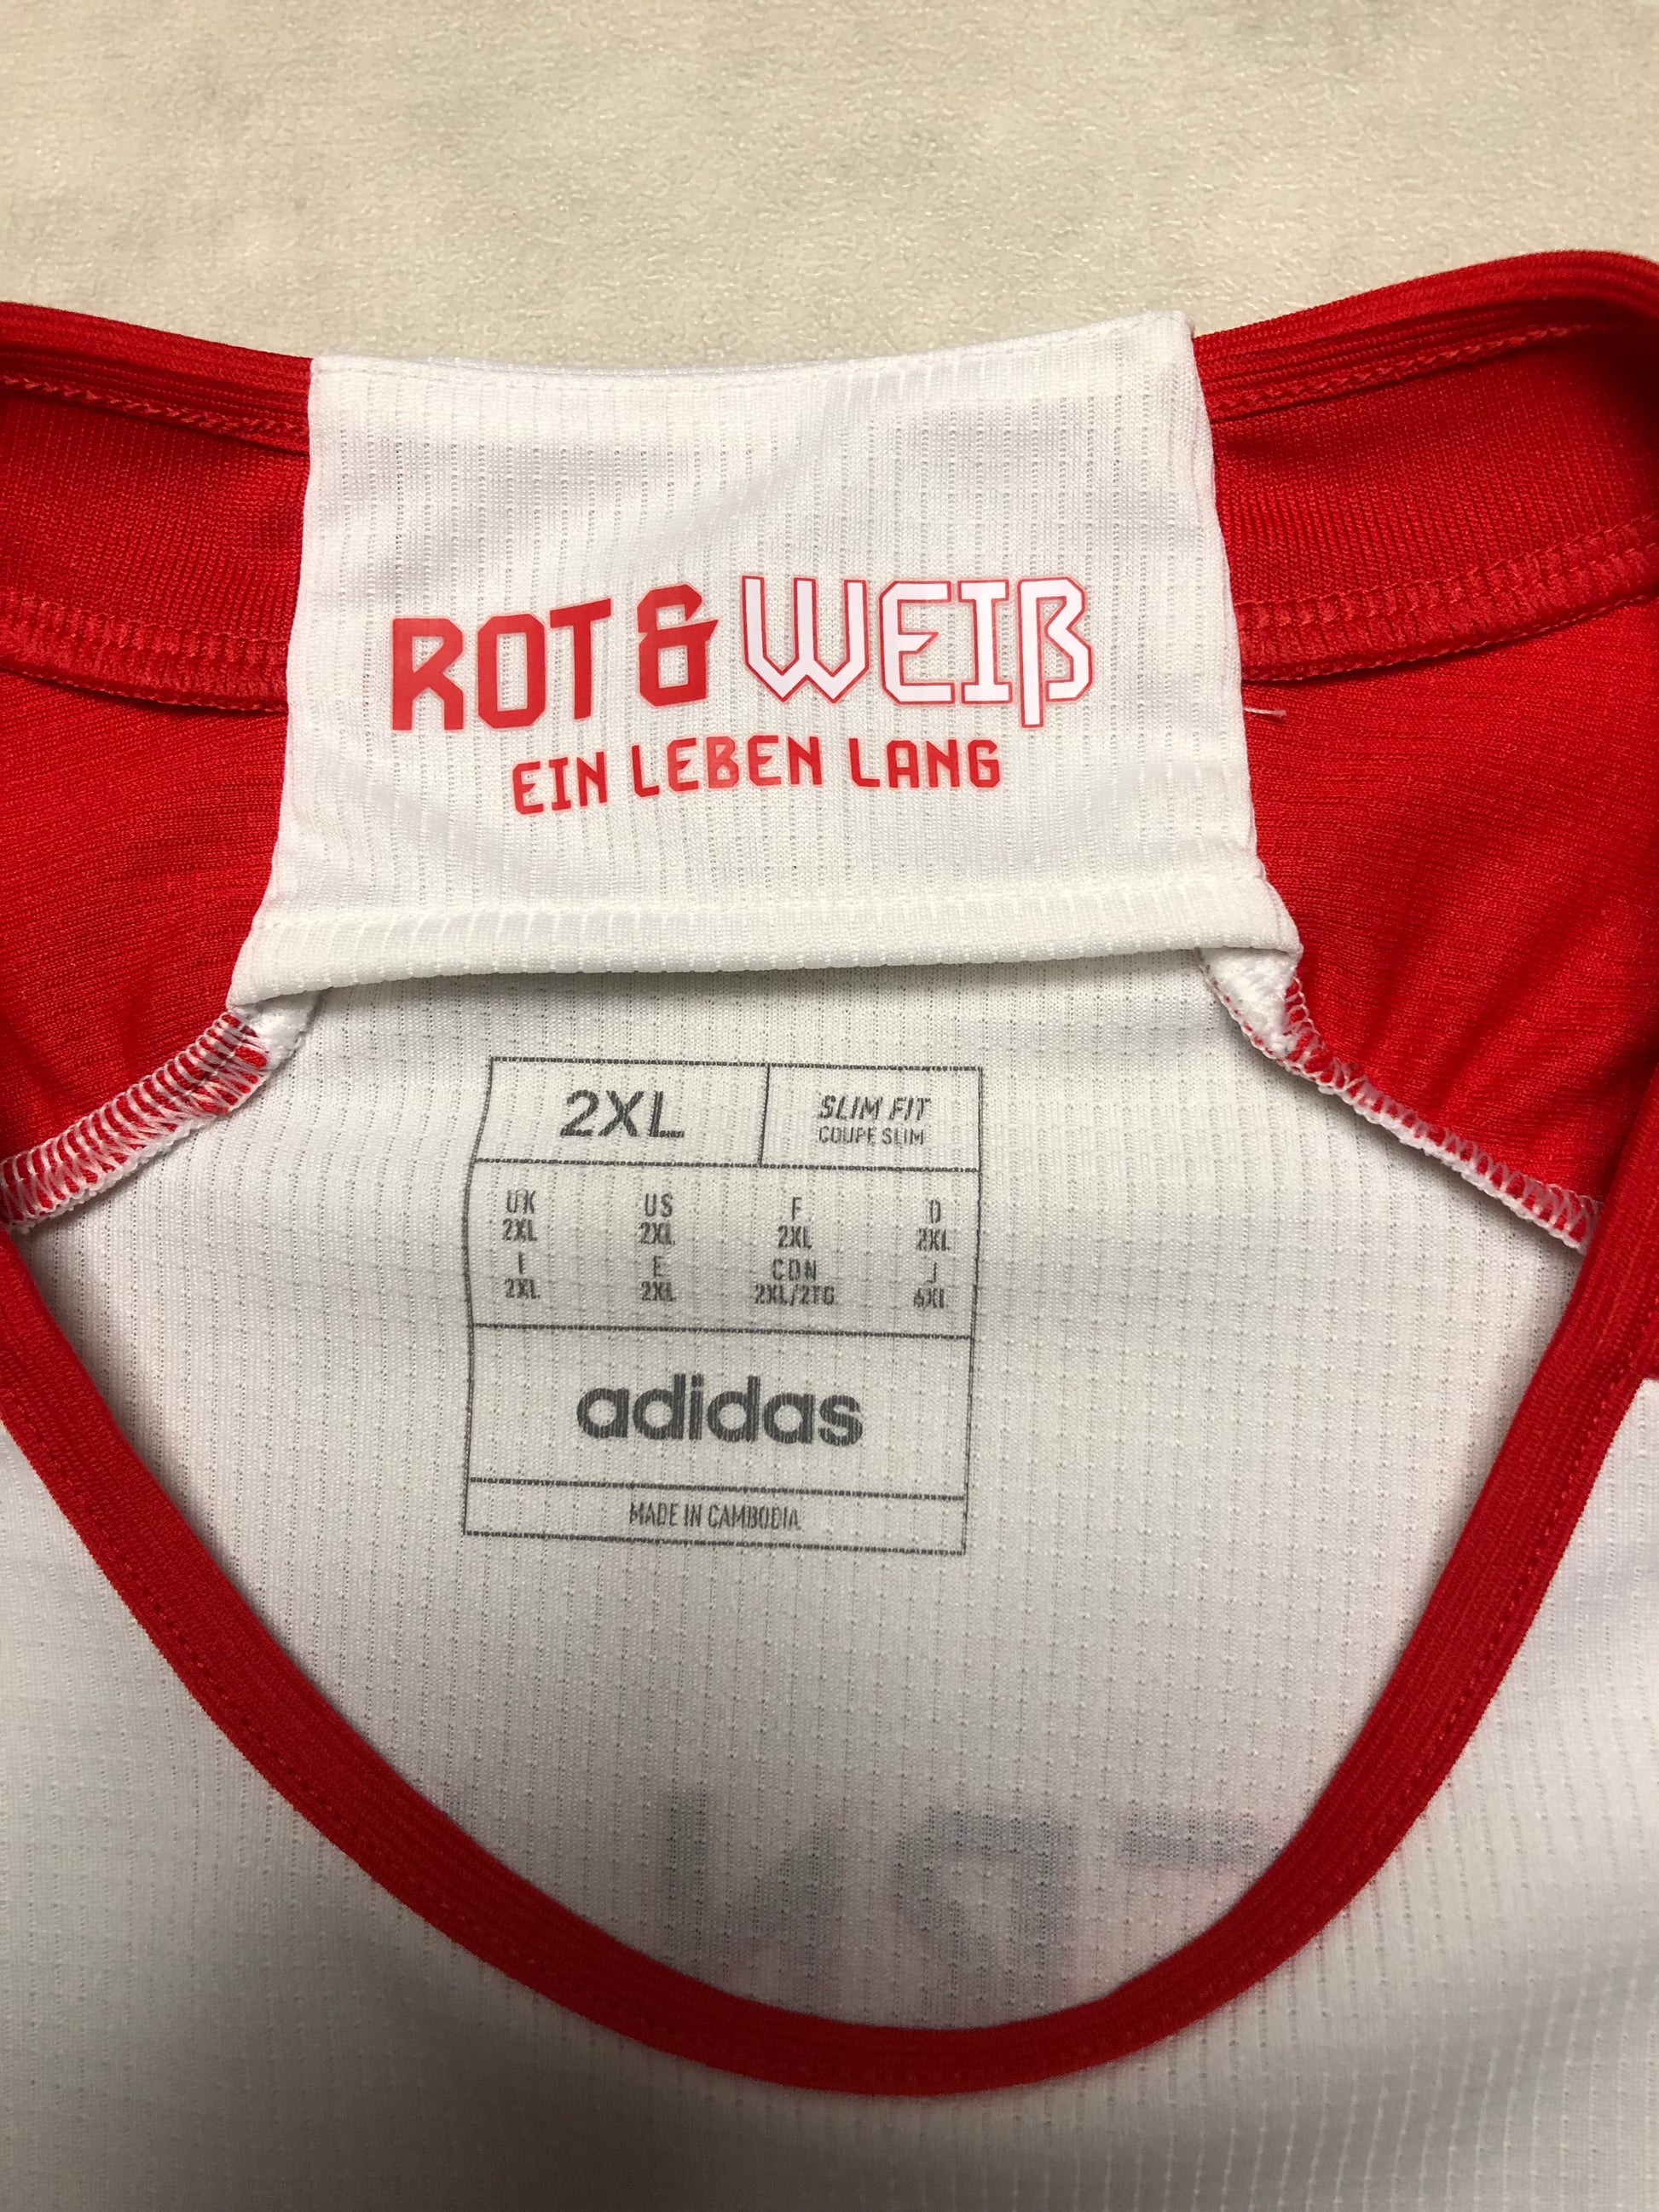 ROT & WEIß
EIN LEBEN LANG
2XL
SLIM FIT
COUPE SLIM
UK US F D
2XL 2XL 2XL 2XL
I E CDN J
2XL 2XL 2XL/2TG 6XL
adidas
MADE IN CAMBODIA